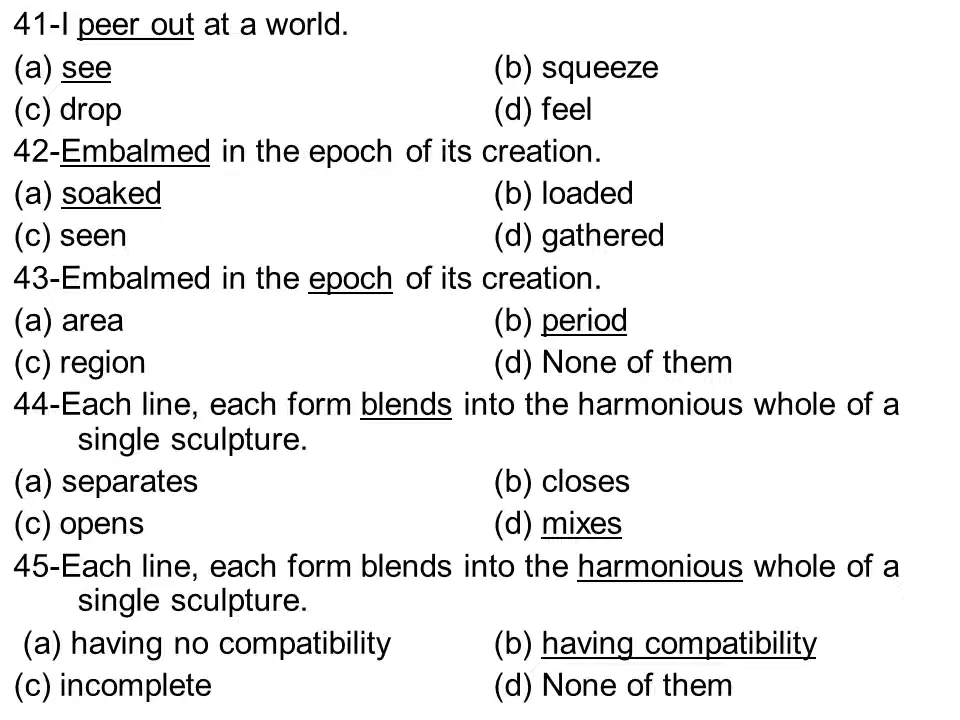 41-I peer out at a world.
(a) see (b) squeeze
(c) drop (d) feel
42-Embalmed in the epoch of its creation.
(a) soaked (b) loaded
(c) seen (d) gathered
43-Embalmed in the epoch of its creation.
(a) area (b) period
(c) region (d) None of them
44-Each line, each form blends into the harmonious whole of a
single sculpture.
(a) separates (b) closes
(c) opens (d) mixes
45-Each line, each form blends into the harmonious whole of a
single sculpture.
(a) having no compatibility (b) having compatibility
(c) incomplete (d) None of them